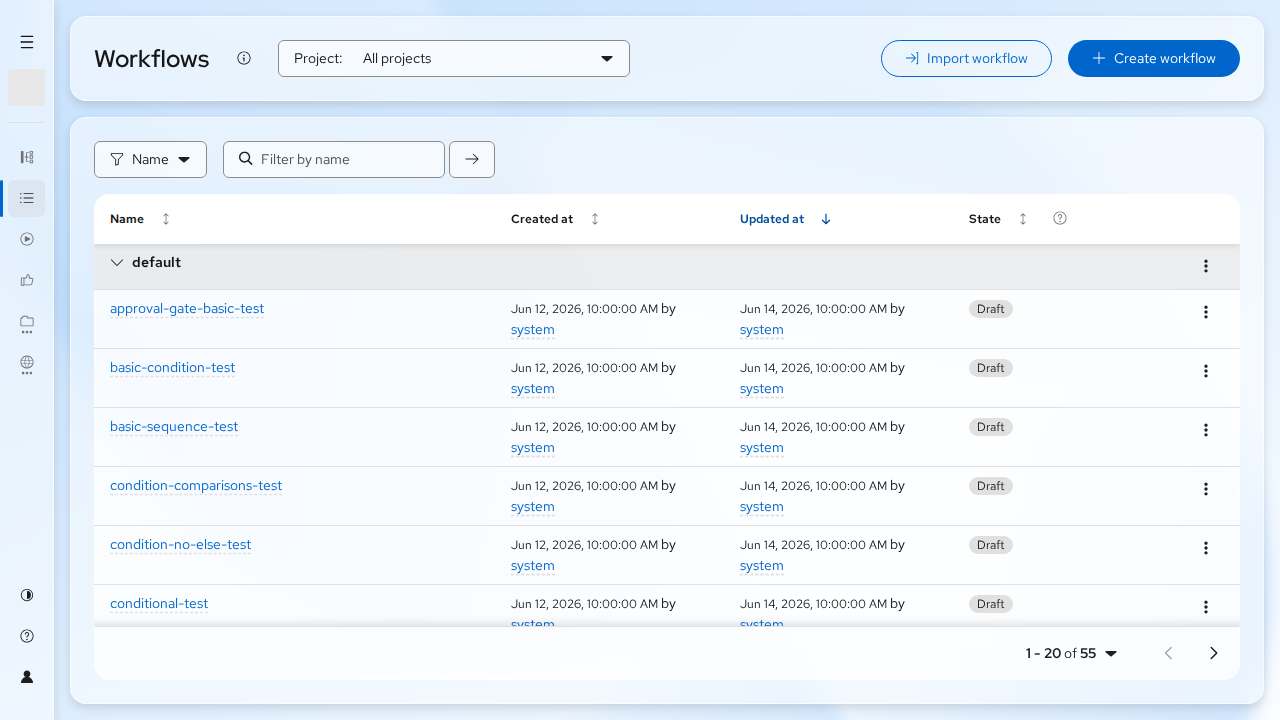 Workflows
Project: All projects
Import workflow
Create workflow
Name
Filter by name
Name Created at Updated at State
default
approval-gate-basic-test Jun 12, 2026, 10:00:00 AM by Jun 14, 2026, 10:00:00 AM by Draft
system system
basic-condition-test Jun 12, 2026, 10:00:00 AM by Jun 14, 2026, 10:00:00 AM by Draft
system system
basic-sequence-test Jun 12, 2026, 10:00:00 AM by Jun 14, 2026, 10:00:00 AM by Draft
system system
condition-comparisons-test Jun 12, 2026, 10:00:00 AM by Jun 14, 2026, 10:00:00 AM by Draft
system system
condition-no-else-test Jun 12, 2026, 10:00:00 AM by Jun 14, 2026, 10:00:00 AM by Draft
system system
conditional-test Jun 12, 2026, 10:00:00 AM by Jun 14, 2026, 10:00:00 AM by Draft
system system
1 - 20 of 55